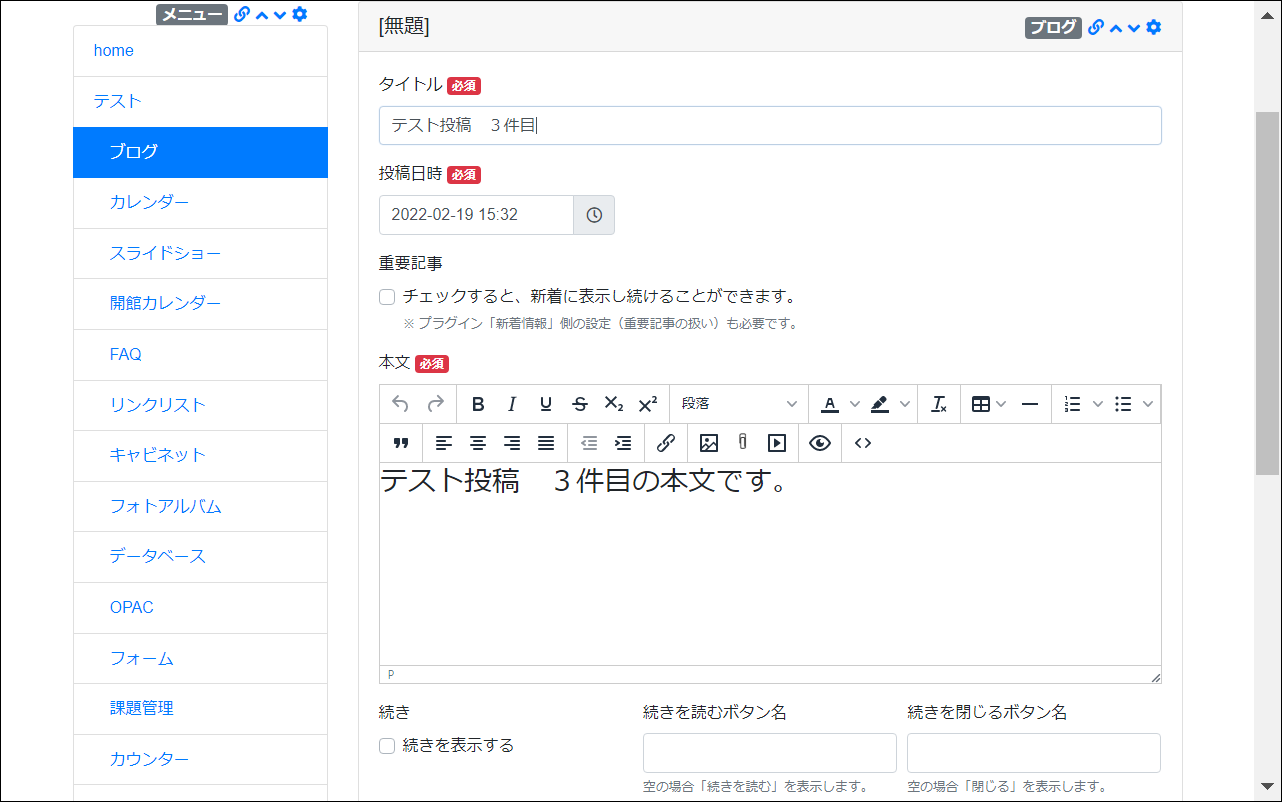 メニュー
home
テスト
ブログ
カレンダー
スライドショー
開館カレンダー
FAQ
リンクリスト
キャビネット
フォトアルバム
データベース
OPAC
フォーム
課題管理
カウンター
[無題]
ブログ
タイトル 必須
テスト投稿　３件目
投稿日時 必須
2022-02-19 15:32
重要記事
チェックすると、新着に表示し続けることができます。
※ プラグイン「新着情報」側の設定（重要記事の扱い）も必要です。
本文 必須
B I U S X₂ X² 段落 A
テスト投稿　３件目の本文です。
P
続き 続きを読むボタン名 続きを閉じるボタン名
続きを表示する
空の場合「続きを読む」を表示します。 空の場合「閉じる」を表示します。